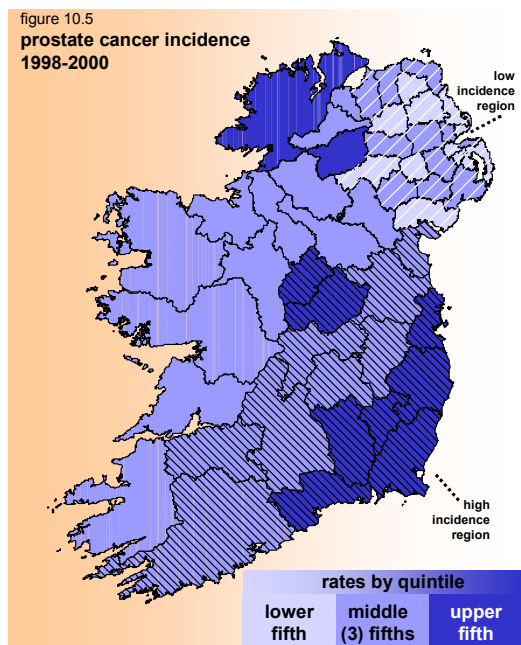 figure 10.5
prostate cancer incidence
1998-2000
low
incidence
region
high
incidence
region
rates by quintile
lower
fifth
middle
(3) fifths
upper
fifth